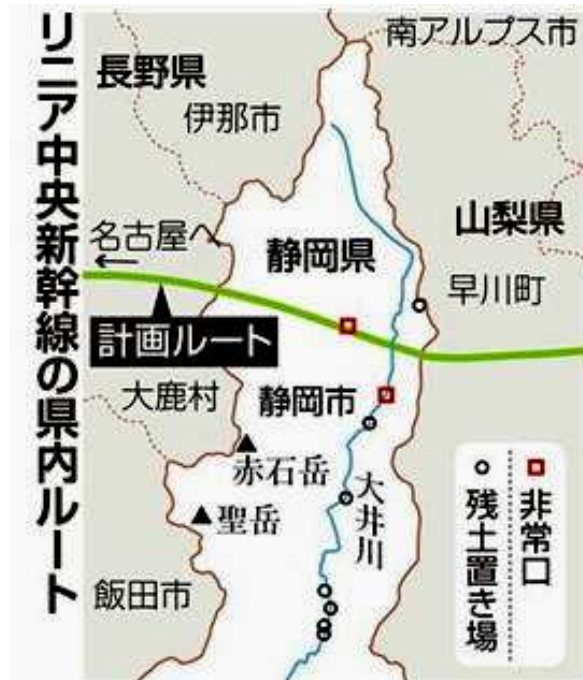 リニア中央新幹線の県内ルート
南アルプス市
長野県
伊那市
山梨県
名古屋へ
静岡県
早川町
計画ルート
大鹿村
静岡市
赤石岳
大井川
聖岳
飯田市
非常口
残土置き場